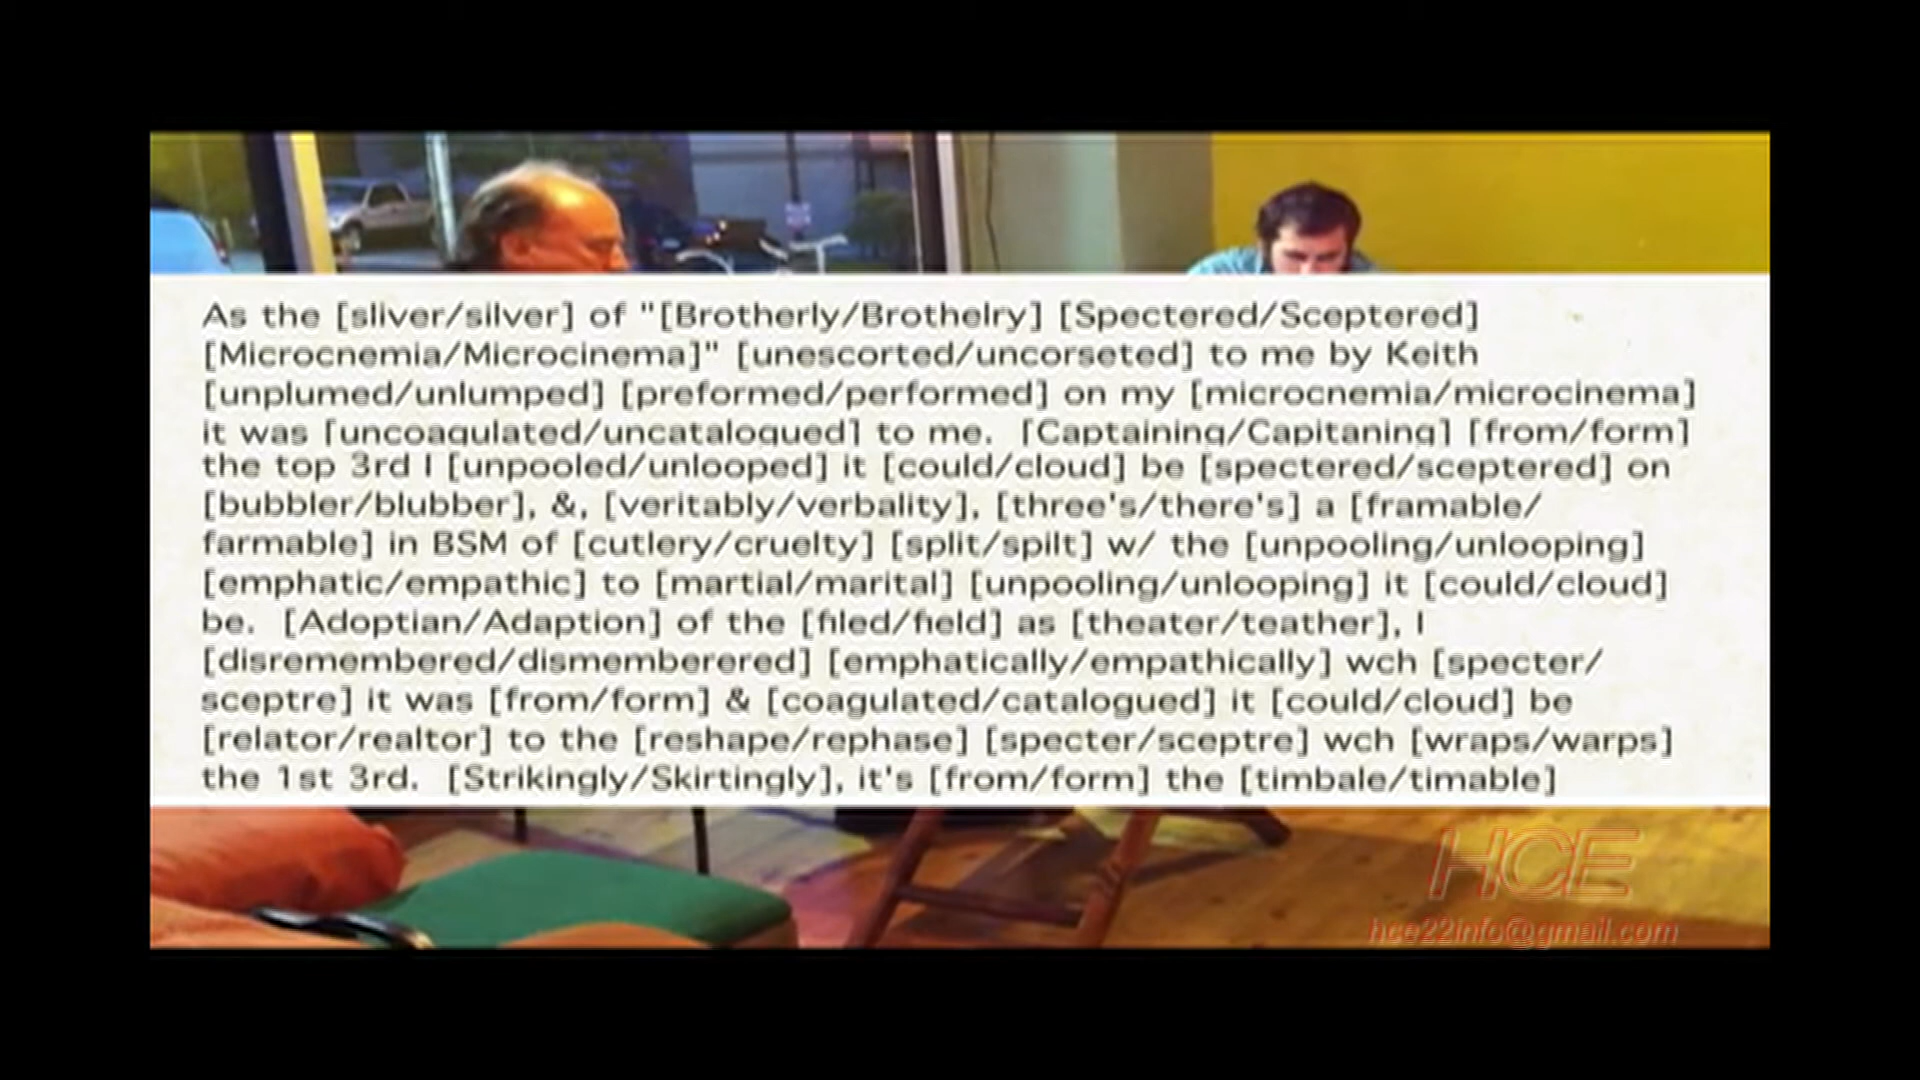 As the [sliver/silver] of "[Brotherly/Brothelry] [Spectered/Sceptered]
[Microcnemia/Microcinema]" [unescorted/uncorseted] to me by Keith
[unplumed/unlumped] [preformed/performed] on my [microcnemia/microcinema]
it was [uncoagulated/uncatalogued] to me.  [Captaining/Capitaning] [from/form]
the top 3rd I [unpooled/unlooped] it [could/cloud] be [spectered/sceptered] on
[bubbler/blubber], &, [veritably/verbality], [three's/there's] a [framable/
farmable] in BSM of [cutlery/cruelty] [split/spilt] w/ the [unpooling/unlooping]
[emphatic/empathic] to [martial/marital] [unpooling/unlooping] it [could/cloud]
be.  [Adoptian/Adaption] of the [filed/field] as [theater/teather], I
[disremembered/dismemberered] [emphatically/empathically] wch [specter/
sceptre] it was [from/form] & [coagulated/catalogued] it [could/cloud] be
[relator/realtor] to the [reshape/rephase] [specter/sceptre] wch [wraps/warps]
the 1st 3rd.  [Strikingly/Skirtingly], it's [from/form] the [timbale/timable]
HCE
hce22info@gmail.com